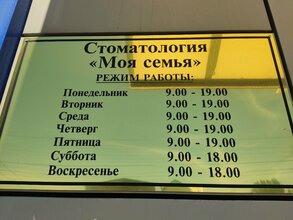 Стоматология
«Моя семья»
РЕЖИМ РАБОТЫ:
Понедельник 9.00 - 19.00
Вторник 9.00 - 19.00
Среда 9.00 - 19.00
Четверг 9.00 - 19.00
Пятница 9.00 - 19.00
Суббота 9.00 - 18.00
Воскресенье 9.00 - 18.00